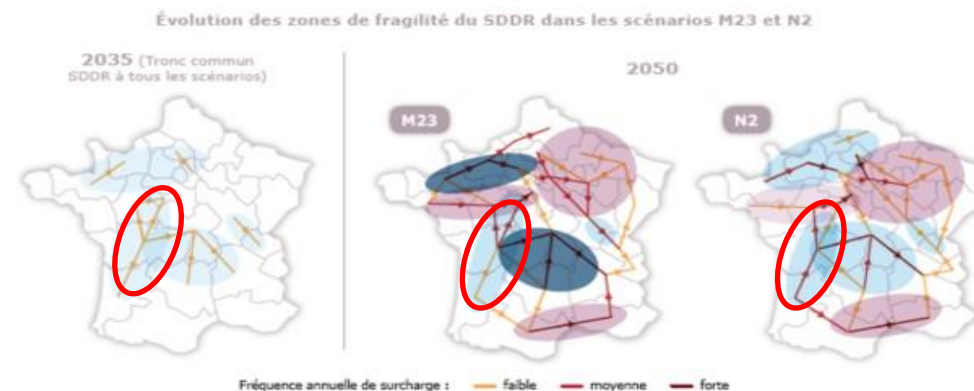 Évolution des zones de fragilité du SDDR dans les scénarios M23 et N2
2035 (Tronc commun
SDDR à tous les scénarios)
2050
M23
N2
Fréquence annuelle de surcharge : faible moyenne forte